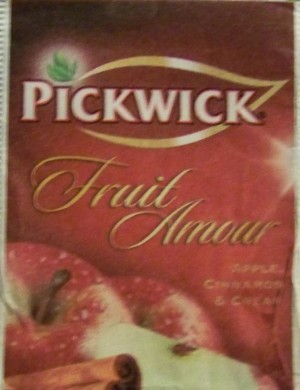 PICKWICK
Fruit
Amour
APPLE,
CINNAMON
& CREAM